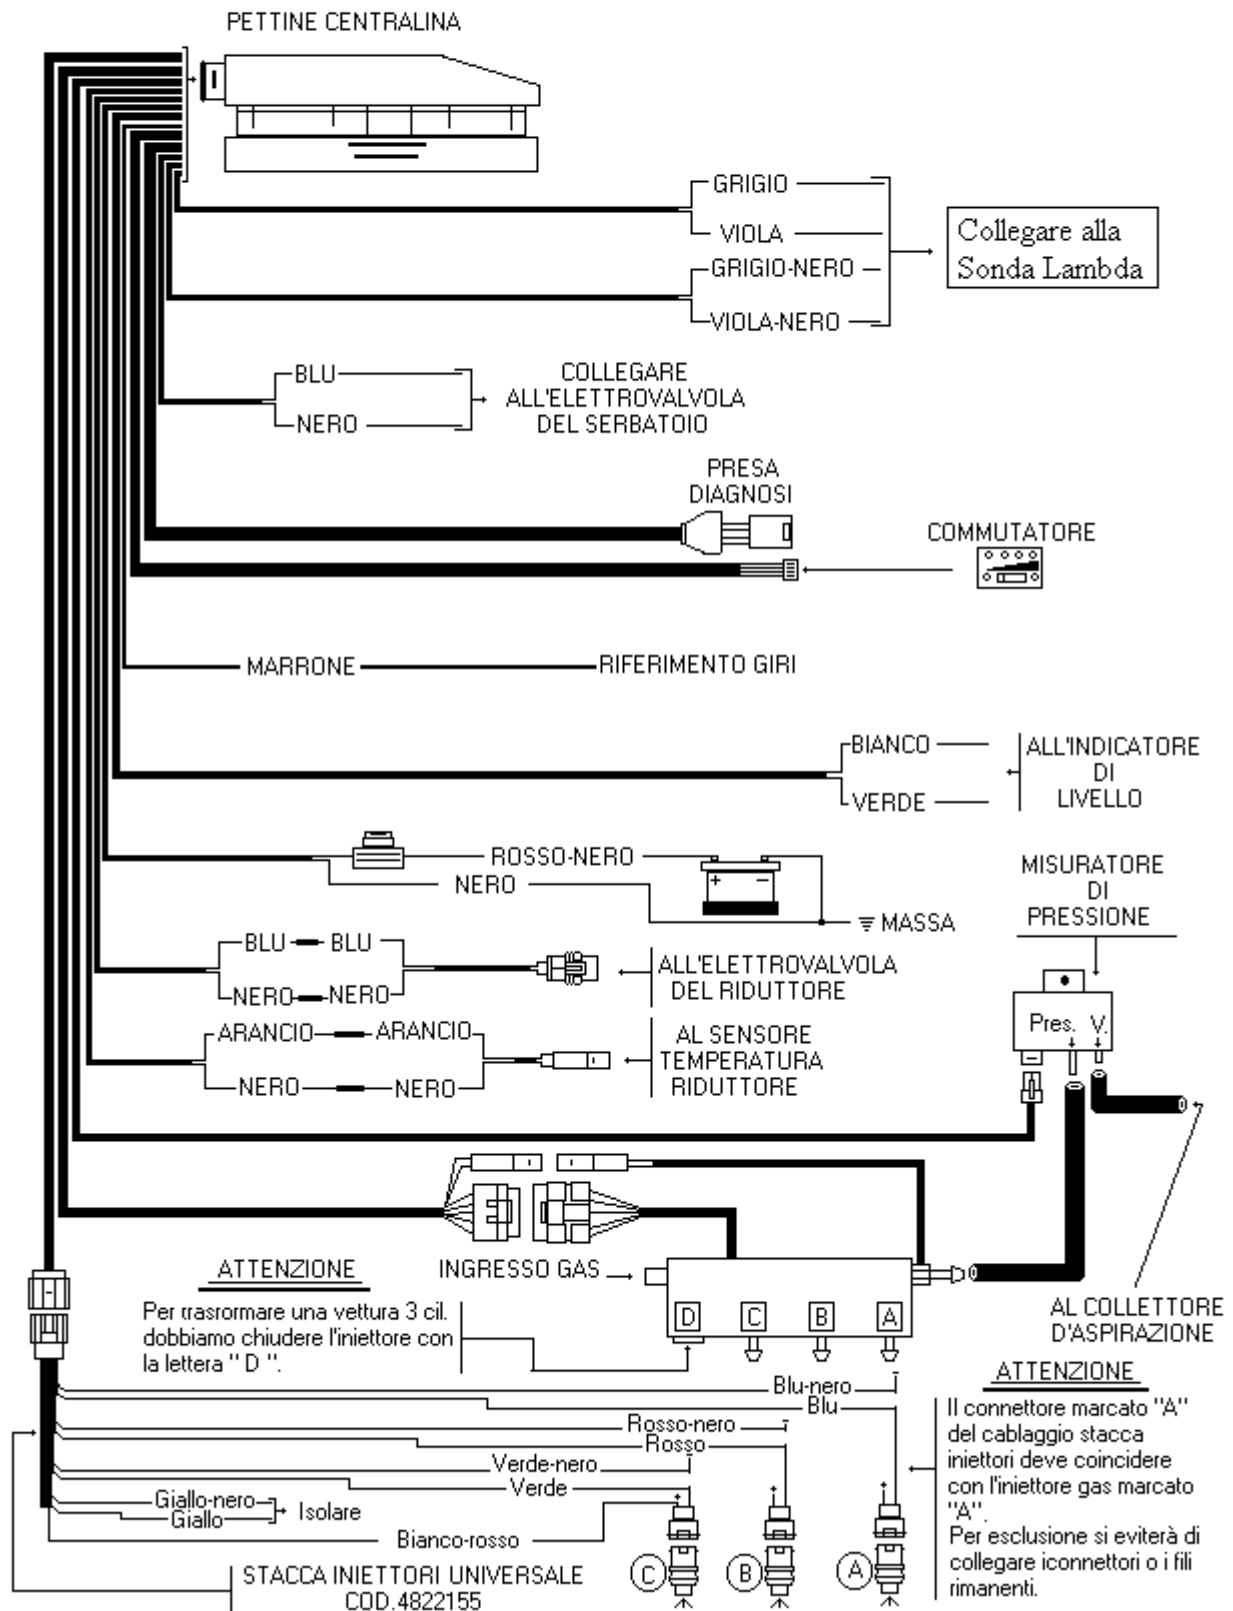 PETTINE CENTRALINA
GRIGIO
VIOLA
GRIGIO-NERO
VIOLA-NERO
Collegare alla
Sonda Lambda
BLU
NERO
COLLEGARE
ALL'ELETTROVALVOLA
DEL SERBATOIO
PRESA
DIAGNOSI
COMMUTATORE
MARRONE
RIFERIMENTO GIRI
BIANCO
VERDE
ALL'INDICATORE
DI
LIVELLO
ROSSO-NERO
NERO
+ −
MASSA
MISURATORE
DI
PRESSIONE
BLU BLU
NERO NERO
ALL'ELETTROVALVOLA
DEL RIDUTTORE
Pres. V.
ARANCIO ARANCIO
NERO NERO
AL SENSORE
TEMPERATURA
RIDUTTORE
INGRESSO GAS
D C B A
AL COLLETTORE
D'ASPIRAZIONE
ATTENZIONE
Per rrasrormare una vettura 3 cil.
dobbiamo chiudere l'iniettore con
la lettera " D ".
Blu-nero
Blu
Rosso-nero
Rosso
Verde-nero
Verde
Giallo-nero
Giallo
Isolare
Bianco-rosso
STACCA INIETTORI UNIVERSALE
COD.4822155
C B A
ATTENZIONE
Il connettore marcato "A"
del cablaggio stacca
iniettori deve coincidere
con l'iniettore gas marcato
"A".
Per esclusione si eviterà di
collegare iconnettori o i fili
rimanenti.